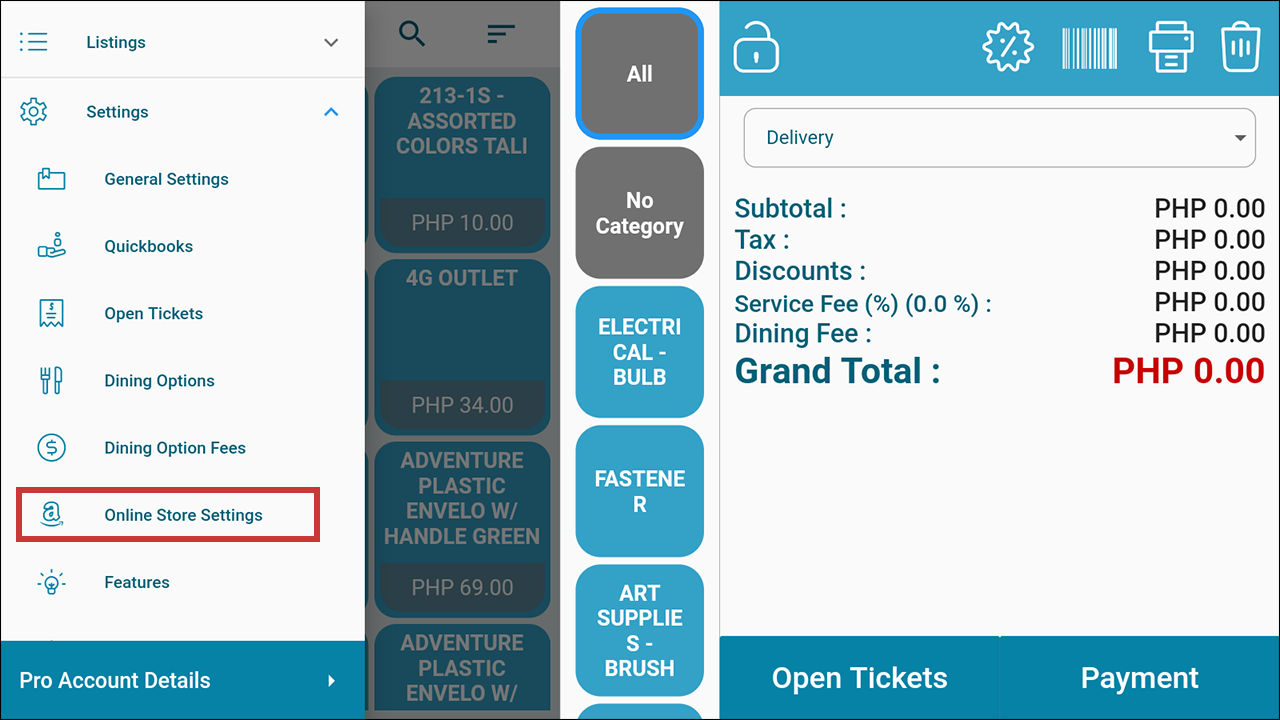 Listings
Settings
General Settings
Quickbooks
Open Tickets
Dining Options
Dining Option Fees
Online Store Settings
Features
Pro Account Details
213-1S -
ASSORTED
COLORS TALI
PHP 10.00
4G OUTLET
PHP 34.00
ADVENTURE
PLASTIC
ENVELO W/
HANDLE GREEN
PHP 69.00
ADVENTURE
PLASTIC
ENVELO W/
All
No
Category
ELECTRI
CAL -
BULB
FASTENE
R
ART
SUPPLIE
S -
BRUSH
Delivery
Subtotal : PHP 0.00
Tax : PHP 0.00
Discounts : PHP 0.00
Service Fee (%) (0.0 %) : PHP 0.00
Dining Fee : PHP 0.00
Grand Total : PHP 0.00
Open Tickets
Payment